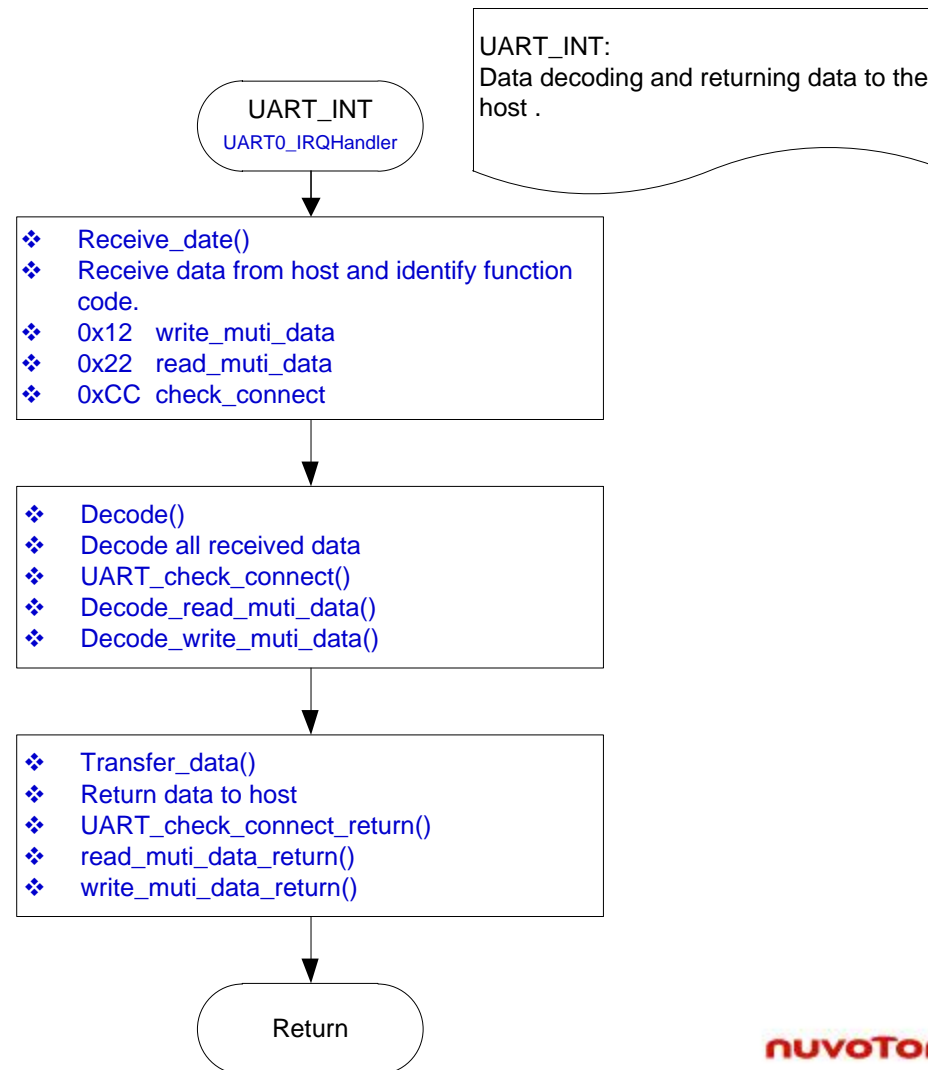 UART_INT:
Data decoding and returning data to the
host .
UART_INT
UART0_IRQHandler
❖ Receive_date()
❖ Receive data from host and identify function
code.
❖ 0x12 write_muti_data
❖ 0x22 read_muti_data
❖ 0xCC check_connect
❖ Decode()
❖ Decode all received data
❖ UART_check_connect()
❖ Decode_read_muti_data()
❖ Decode_write_muti_data()
❖ Transfer_data()
❖ Return data to host
❖ UART_check_connect_return()
❖ read_muti_data_return()
❖ write_muti_data_return()
Return
nuvoTo